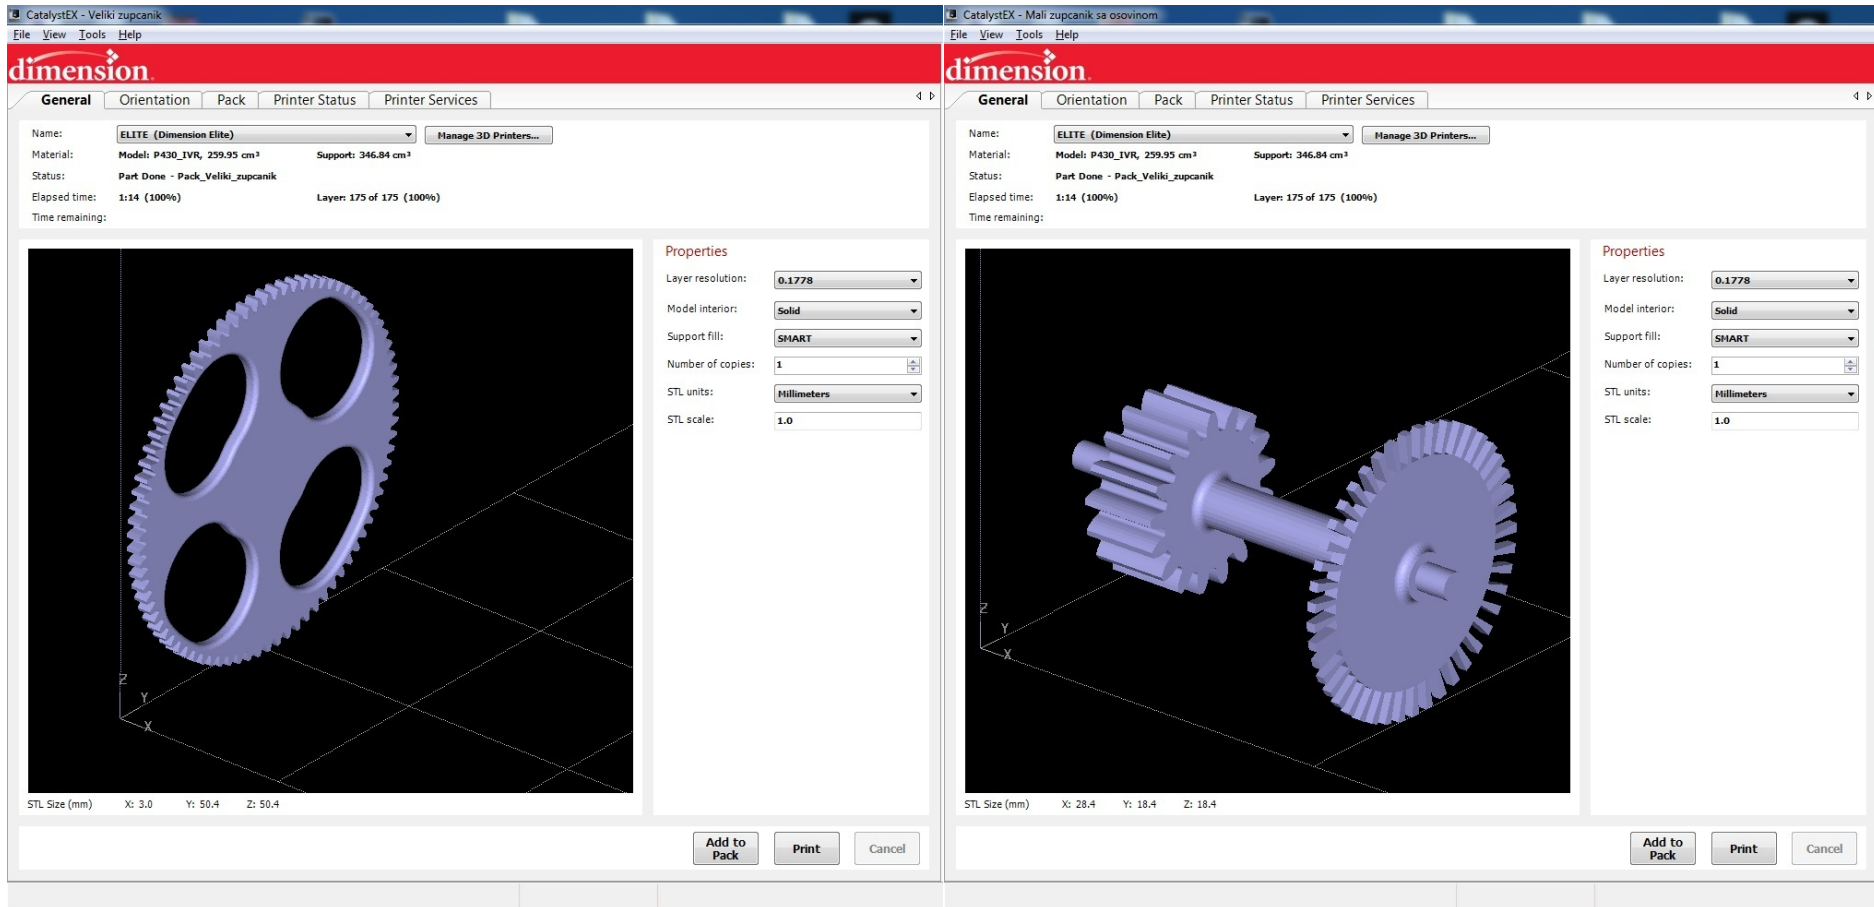 CatalystEX - Veliki zupcanik
File View Tools Help
dimension.
General Orientation Pack Printer Status Printer Services
Name: ELITE (Dimension Elite) Manage 3D Printers...
Material: Model: P430_IVR, 259.95 cm³ Support: 346.84 cm³
Status: Part Done - Pack_Veliki_zupcanik
Elapsed time: 1:14 (100%) Layer: 175 of 175 (100%)
Time remaining:
Properties
Layer resolution: 0.1778
Model interior: Solid
Support fill: SMART
Number of copies: 1
STL units: Millimeters
STL scale: 1.0
Z
Y
X
STL Size (mm) X: 3.0 Y: 50.4 Z: 50.4
Add to Pack Print Cancel
CatalystEX - Mali zupcanik sa osovinom
File View Tools Help
dimension.
General Orientation Pack Printer Status Printer Services
Name: ELITE (Dimension Elite) Manage 3D Printers...
Material: Model: P430_IVR, 259.95 cm³ Support: 346.84 cm³
Status: Part Done - Pack_Veliki_zupcanik
Elapsed time: 1:14 (100%) Layer: 175 of 175 (100%)
Time remaining:
Properties
Layer resolution: 0.1778
Model interior: Solid
Support fill: SMART
Number of copies: 1
STL units: Millimeters
STL scale: 1.0
Z
Y
X
STL Size (mm) X: 28.4 Y: 18.4 Z: 18.4
Add to Pack Print Cancel